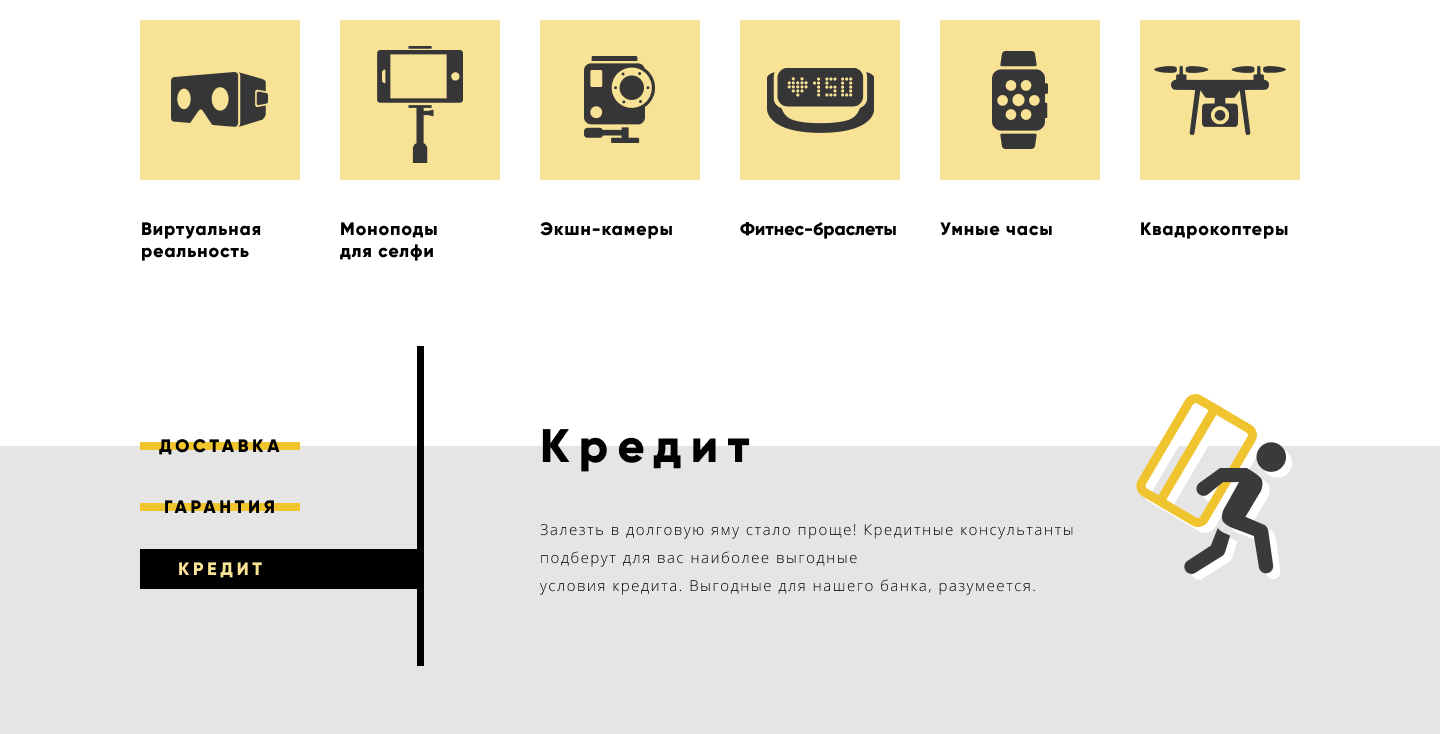 ♥150
Виртуальная
реальность
Моноподы
для селфи
Экшн-камеры
Фитнес-браслеты
Умные часы
Квадрокоптеры
ДОСТАВКА
ГАРАНТИЯ
КРЕДИТ
Кредит
Залезть в долговую яму стало проще! Кредитные консультанты
подберут для вас наиболее выгодные
условия кредита. Выгодные для нашего банка, разумеется.